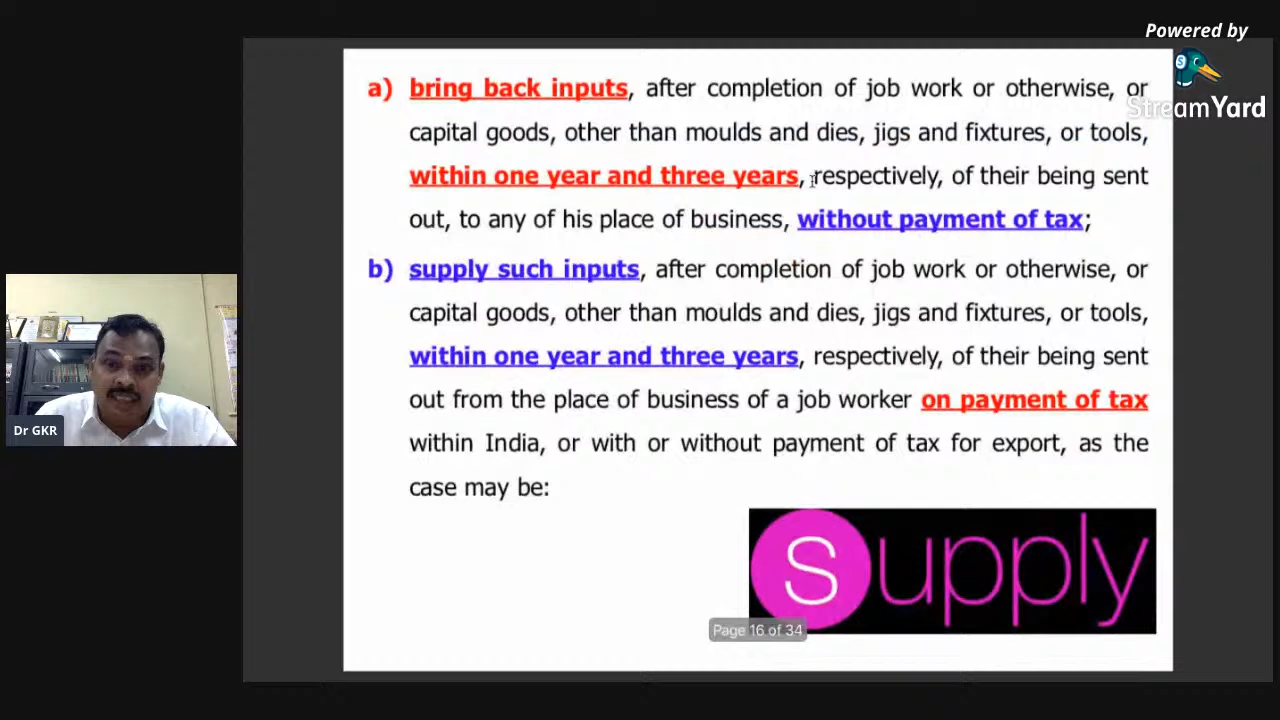 Powered by
StreamYard
a) bring back inputs, after completion of job work or otherwise, or
capital goods, other than moulds and dies, jigs and fixtures, or tools,
within one year and three years, respectively, of their being sent
out, to any of his place of business, without payment of tax;
b) supply such inputs, after completion of job work or otherwise, or
capital goods, other than moulds and dies, jigs and fixtures, or tools,
within one year and three years, respectively, of their being sent
out from the place of business of a job worker on payment of tax
within India, or with or without payment of tax for export, as the
case may be:
Supply
Page 16 of 34
Dr GKR